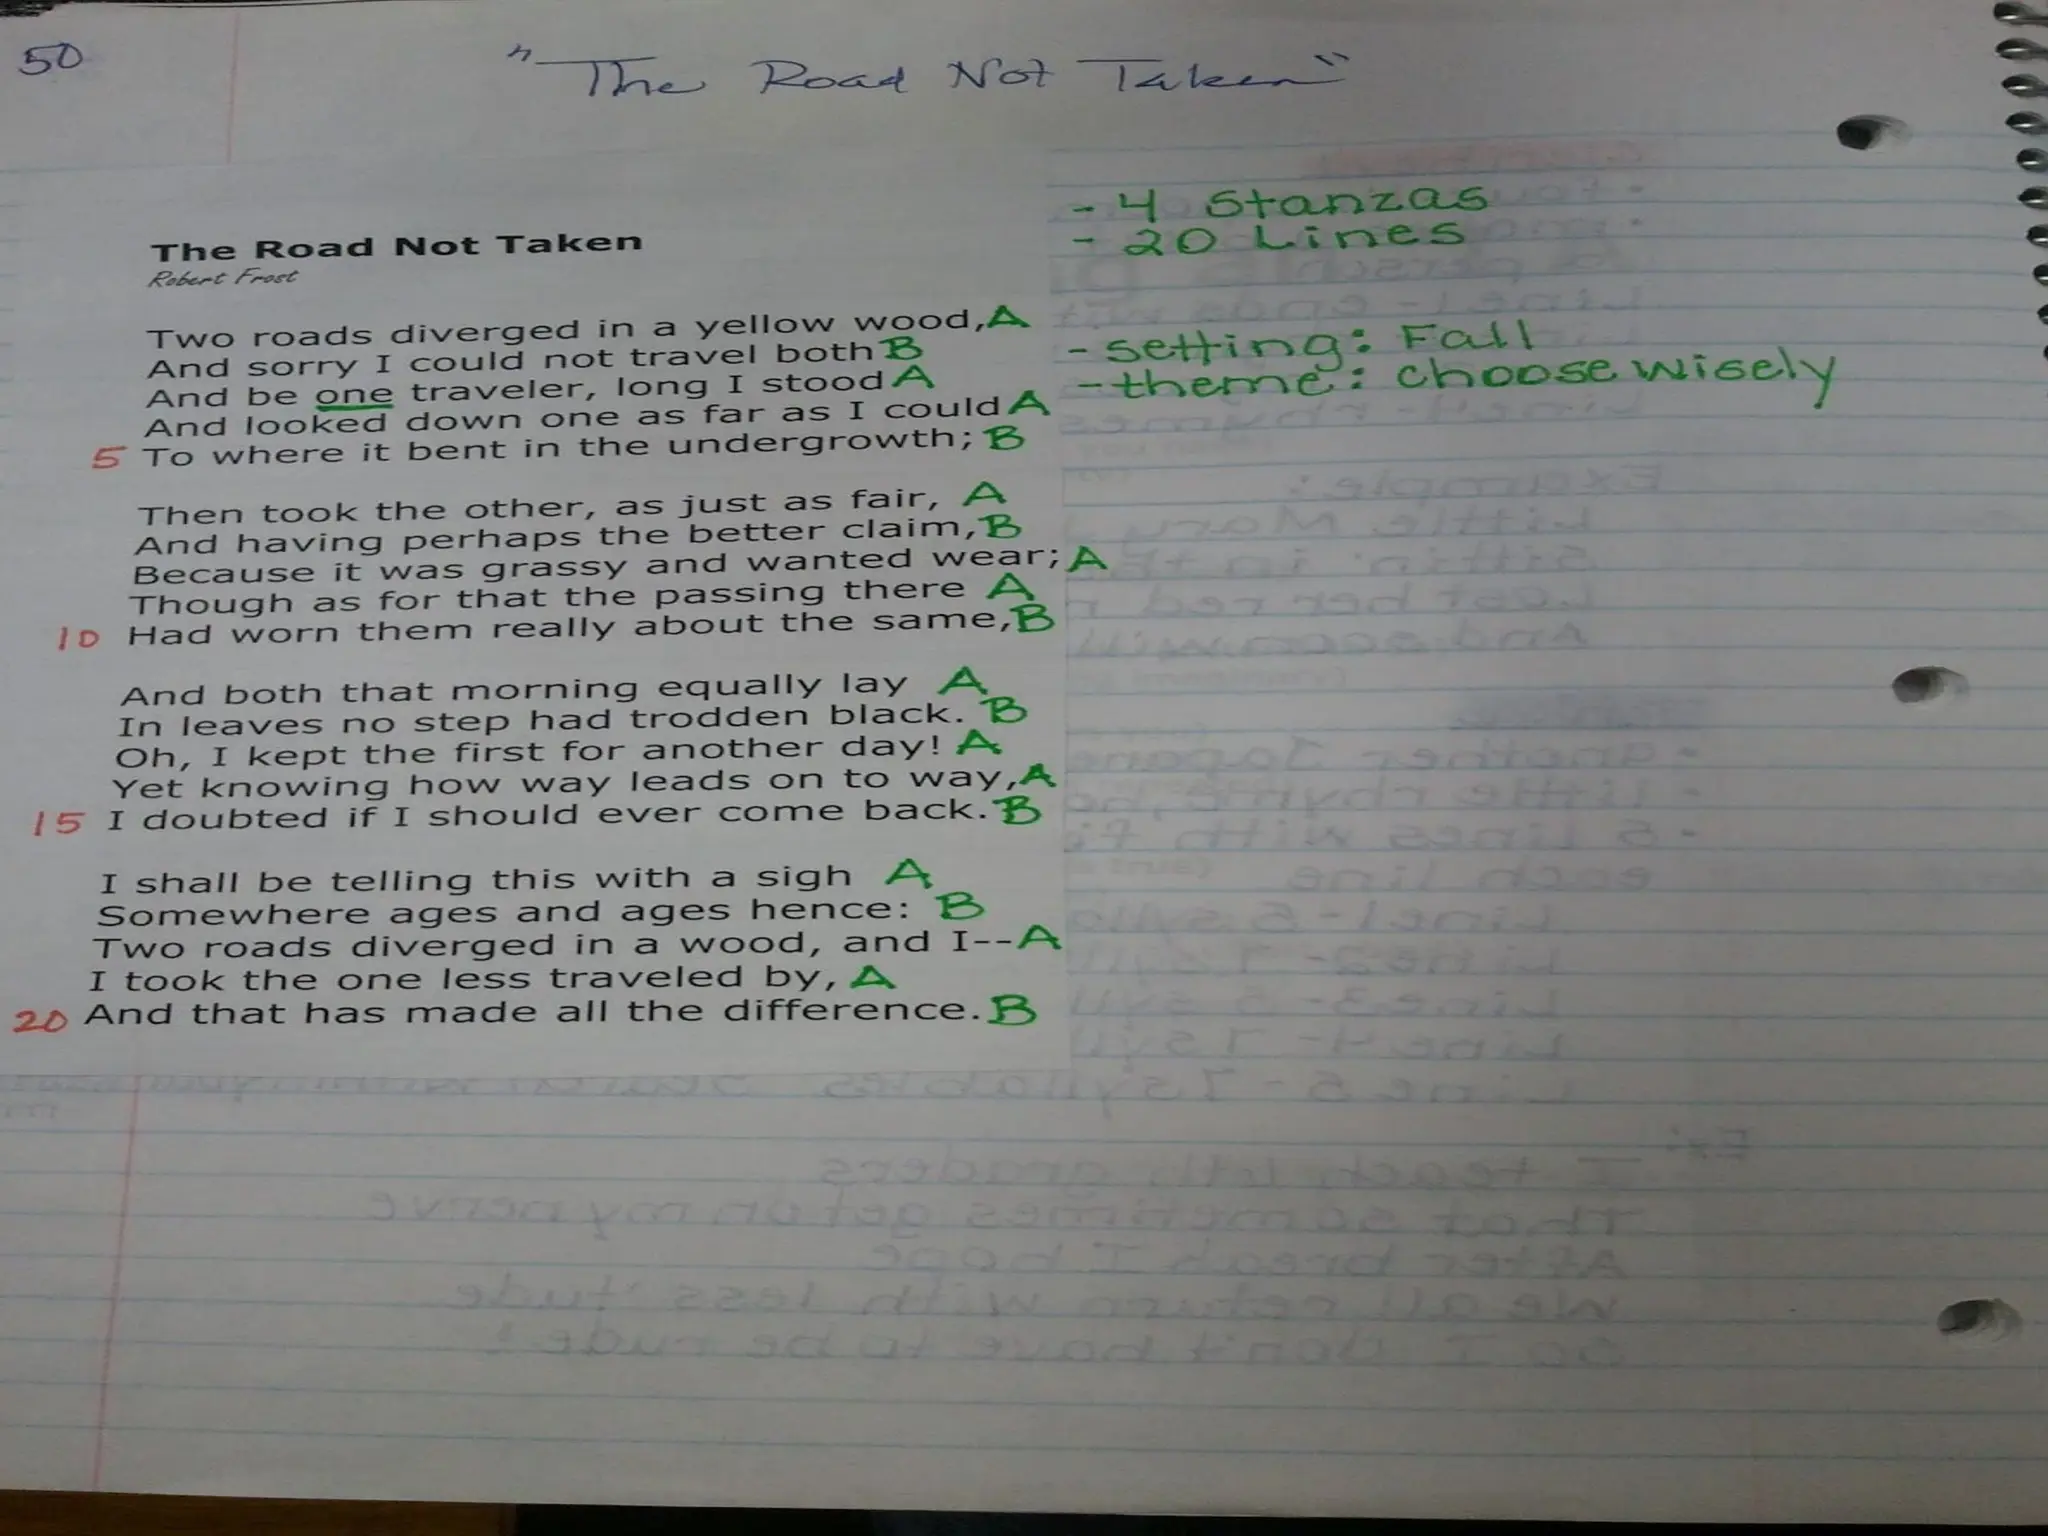 50
"The Road Not Taken"
- 4 Stanzas
- 20 Lines
- setting: Fall
- theme: choose wisely
The Road Not Taken
Robert Frost
Two roads diverged in a yellow wood, A
And sorry I could not travel both B
And be one traveler, long I stood A
And looked down one as far as I could A
5 To where it bent in the undergrowth; B
Then took the other, as just as fair, A
And having perhaps the better claim, B
Because it was grassy and wanted wear; A
Though as for that the passing there A
10 Had worn them really about the same, B
And both that morning equally lay A
In leaves no step had trodden black. B
Oh, I kept the first for another day! A
Yet knowing how way leads on to way, A
15 I doubted if I should ever come back. B
I shall be telling this with a sigh A
Somewhere ages and ages hence: B
Two roads diverged in a wood, and I-- A
I took the one less traveled by, A
20 And that has made all the difference. B